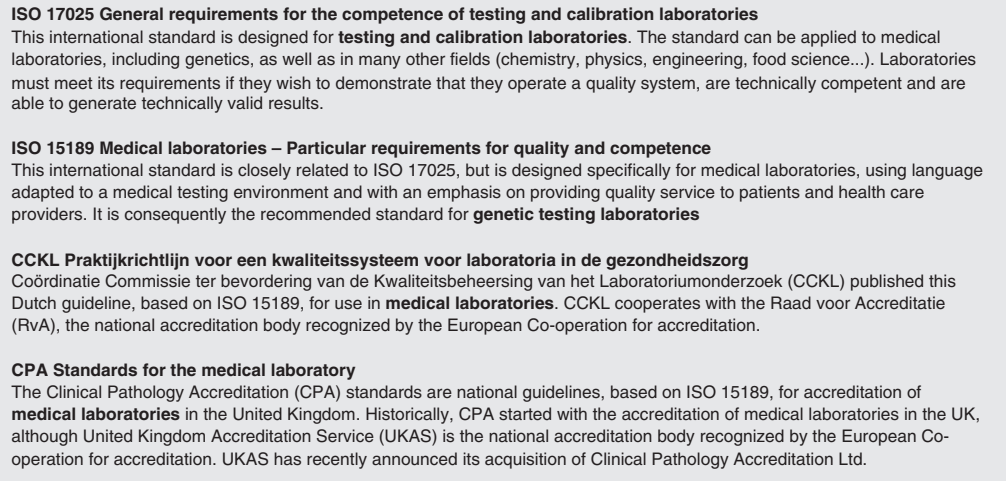 ISO 17025 General requirements for the competence of testing and calibration laboratories
This international standard is designed for testing and calibration laboratories. The standard can be applied to medical
laboratories, including genetics, as well as in many other fields (chemistry, physics, engineering, food science...). Laboratories
must meet its requirements if they wish to demonstrate that they operate a quality system, are technically competent and are
able to generate technically valid results.
ISO 15189 Medical laboratories – Particular requirements for quality and competence
This international standard is closely related to ISO 17025, but is designed specifically for medical laboratories, using language
adapted to a medical testing environment and with an emphasis on providing quality service to patients and health care
providers. It is consequently the recommended standard for genetic testing laboratories
CCKL Praktijkrichtlijn voor een kwaliteitssysteem voor laboratoria in de gezondheidszorg
Coördinatie Commissie ter bevordering van de Kwaliteitsbeheersing van het Laboratoriumonderzoek (CCKL) published this
Dutch guideline, based on ISO 15189, for use in medical laboratories. CCKL cooperates with the Raad voor Accreditatie
(RvA), the national accreditation body recognized by the European Co-operation for accreditation.
CPA Standards for the medical laboratory
The Clinical Pathology Accreditation (CPA) standards are national guidelines, based on ISO 15189, for accreditation of
medical laboratories in the United Kingdom. Historically, CPA started with the accreditation of medical laboratories in the UK,
although United Kingdom Accreditation Service (UKAS) is the national accreditation body recognized by the European Co-
operation for accreditation. UKAS has recently announced its acquisition of Clinical Pathology Accreditation Ltd.